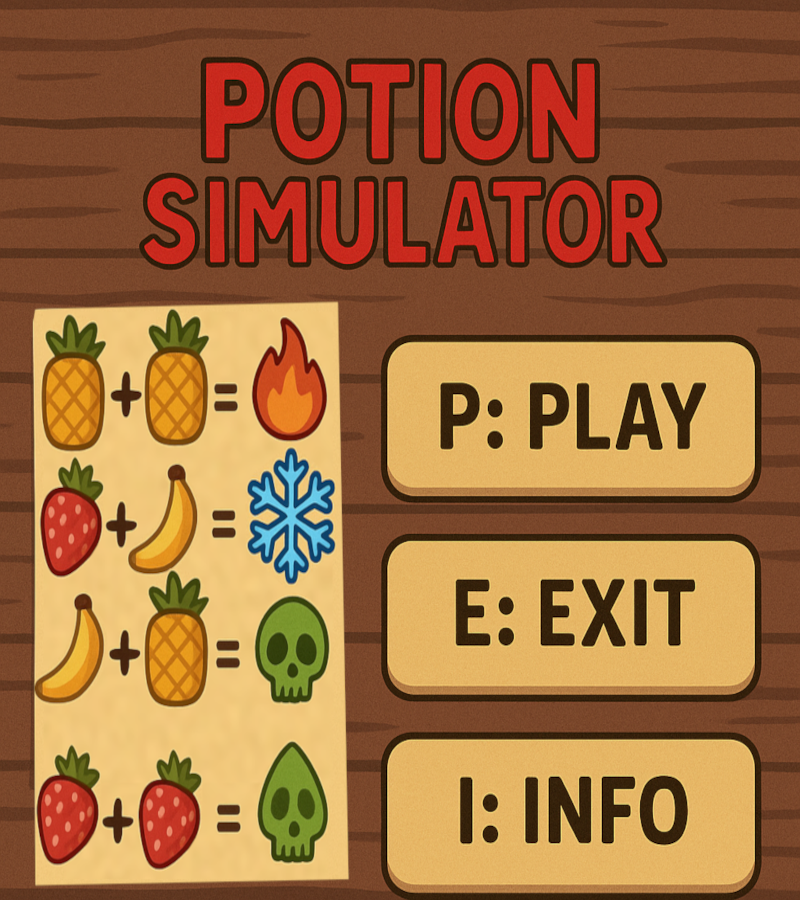 POTION
SIMULATOR
+ =
+ =
+ =
+ =
P: PLAY
E: EXIT
I: INFO